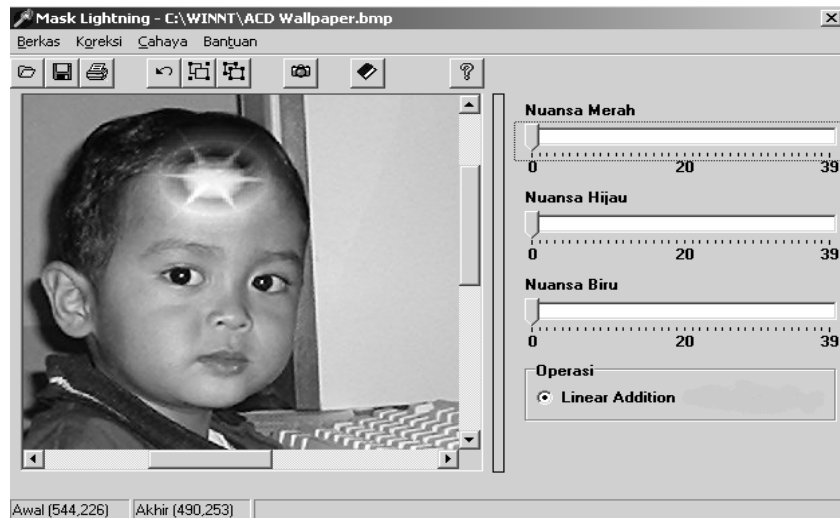 Mask Lightning - C:\WINNT\ACD Wallpaper.bmp
Berkas Koreksi Cahaya Bantuan
Nuansa Merah
0 20 39
Nuansa Hijau
0 20 39
Nuansa Biru
0 20 39
Operasi
Linear Addition
Awal (544,226) Akhir (490,253)